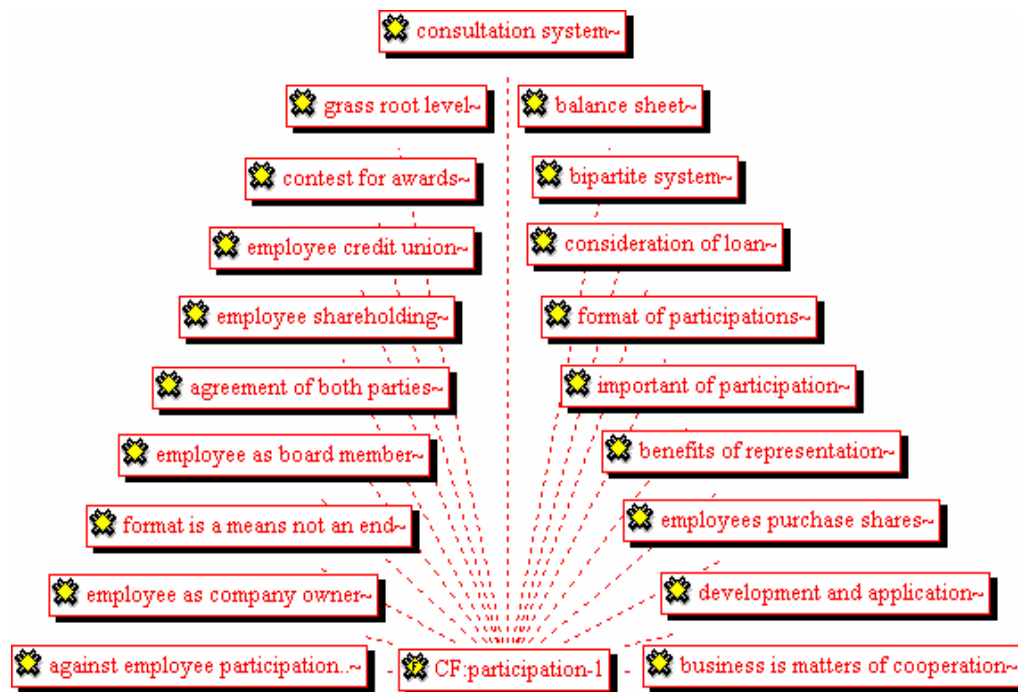 consultation system~
grass root level~
balance sheet~
contest for awards~
bipartite system~
employee credit union~
consideration of loan~
employee shareholding~
format of participations~
agreement of both parties~
important of participation~
employee as board member~
benefits of representation~
format is a means not an end~
employees purchase shares~
employee as company owner~
development and application~
against employee participation..~
CF:participation-1
business is matters of cooperation~